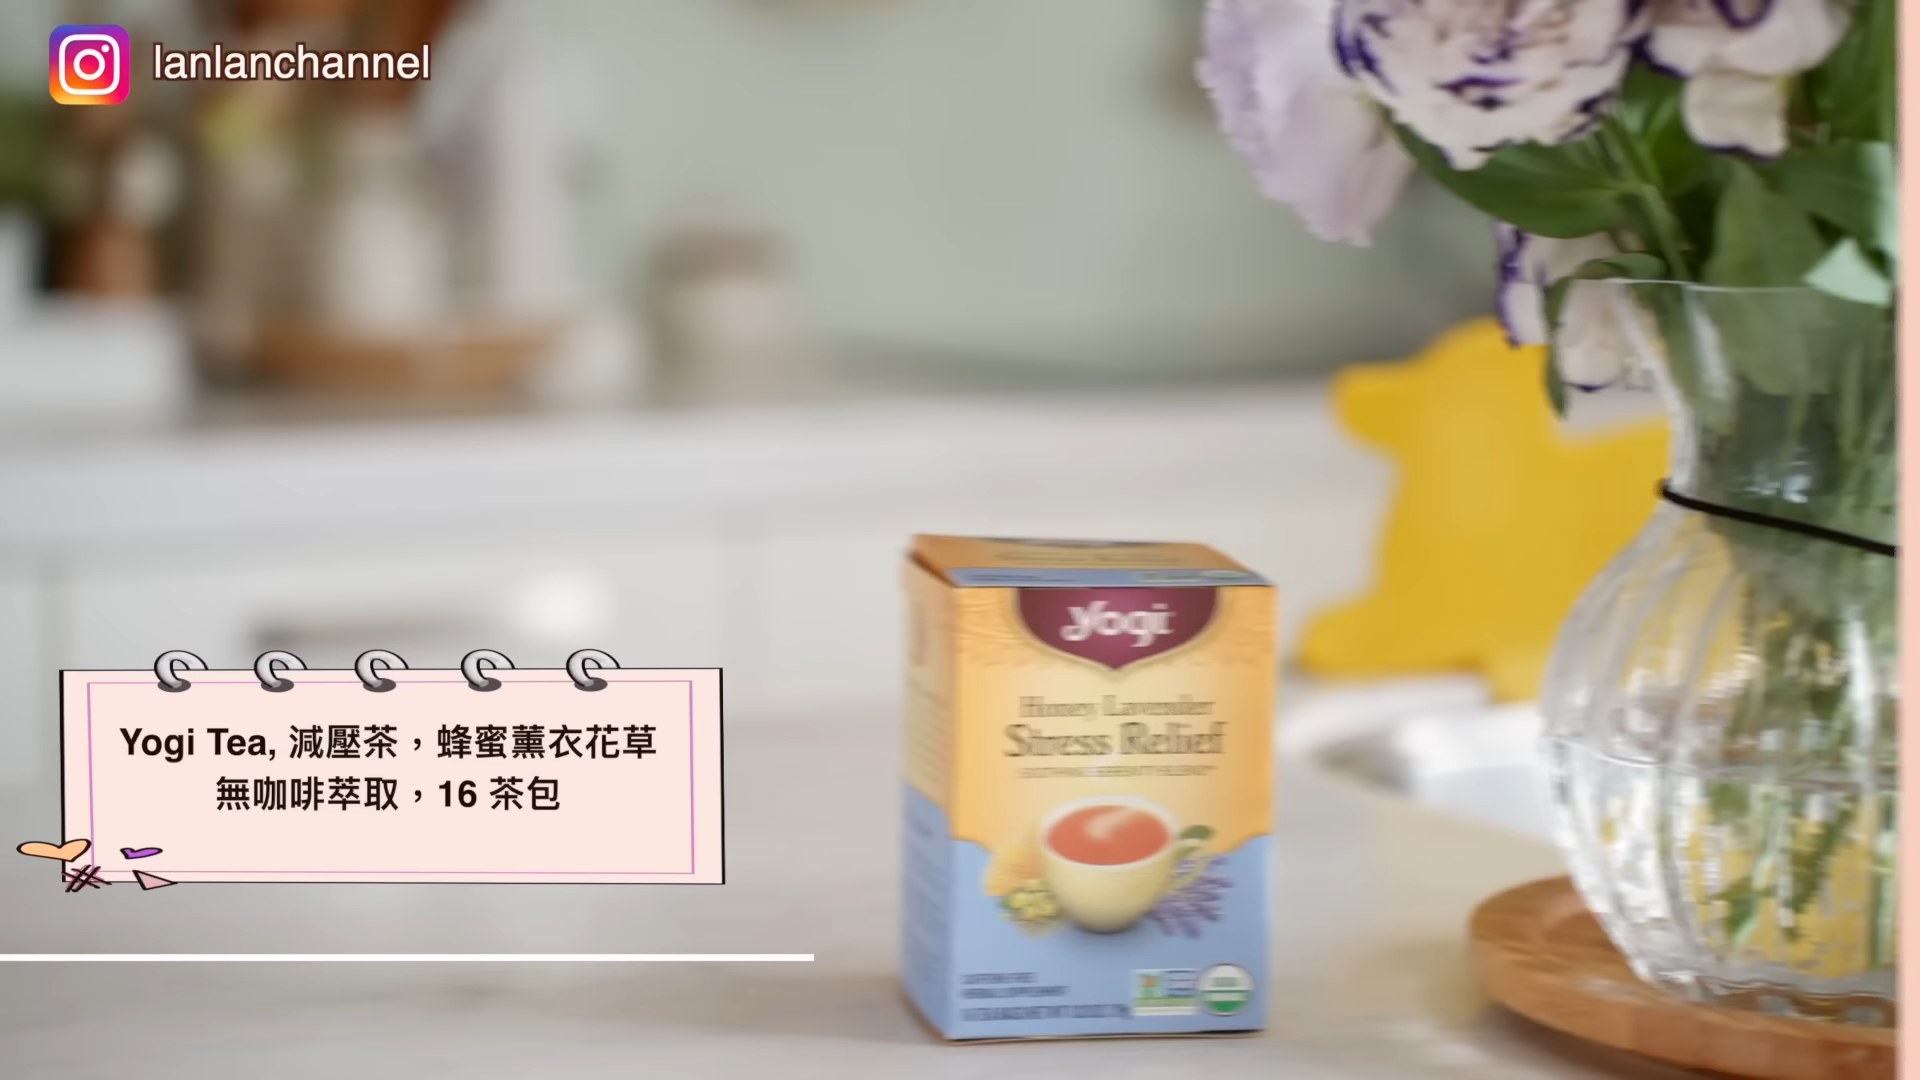 lanlanchannel
yogi
Honey Lavender
Stress Relief
Yogi Tea, 減壓茶，蜂蜜薰衣花草
無咖啡萃取，16 茶包